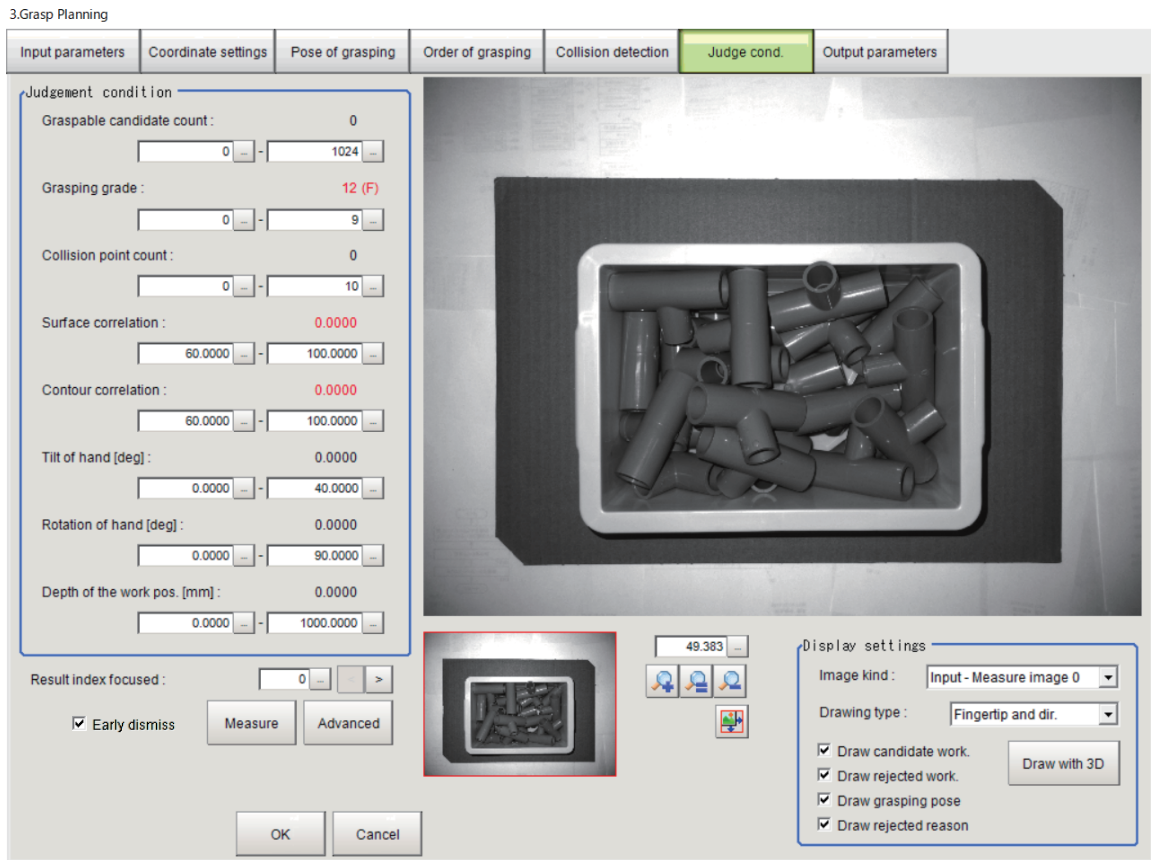 3.Grasp Planning
Input parameters Coordinate settings Pose of grasping Order of grasping Collision detection Judge cond. Output parameters
Judgement condition
Graspable candidate count : 0
0 ... - 1024 ...
Grasping grade : 12 (F)
0 ... - 9 ...
Collision point count : 0
0 ... - 10 ...
Surface correlation : 0.0000
60.0000 ... - 100.0000 ...
Contour correlation : 0.0000
60.0000 ... - 100.0000 ...
Tilt of hand [deg] : 0.0000
0.0000 ... - 40.0000 ...
Rotation of hand [deg] : 0.0000
0.0000 ... - 90.0000 ...
Depth of the work pos. [mm] : 0.0000
0.0000 ... - 1000.0000 ...
Result index focused : 0 ... < >
Early dismiss Measure Advanced
OK Cancel
49.383 ...
Display settings
Image kind : Input - Measure image 0
Drawing type : Fingertip and dir.
Draw candidate work.
Draw rejected work.
Draw grasping pose
Draw rejected reason
Draw with 3D